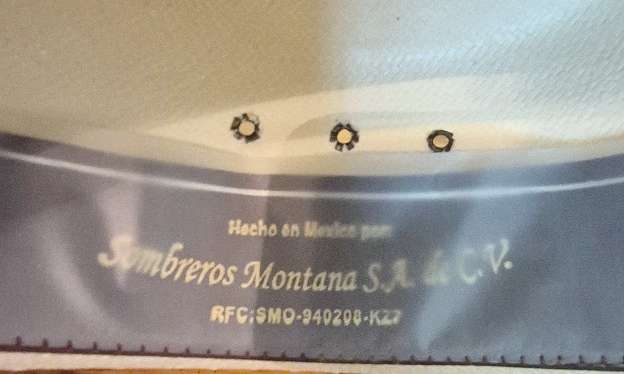 Hecho en Mexico por:
Sombreros Montana S.A. de C.V.
RFC:SMO-940208-KZ7